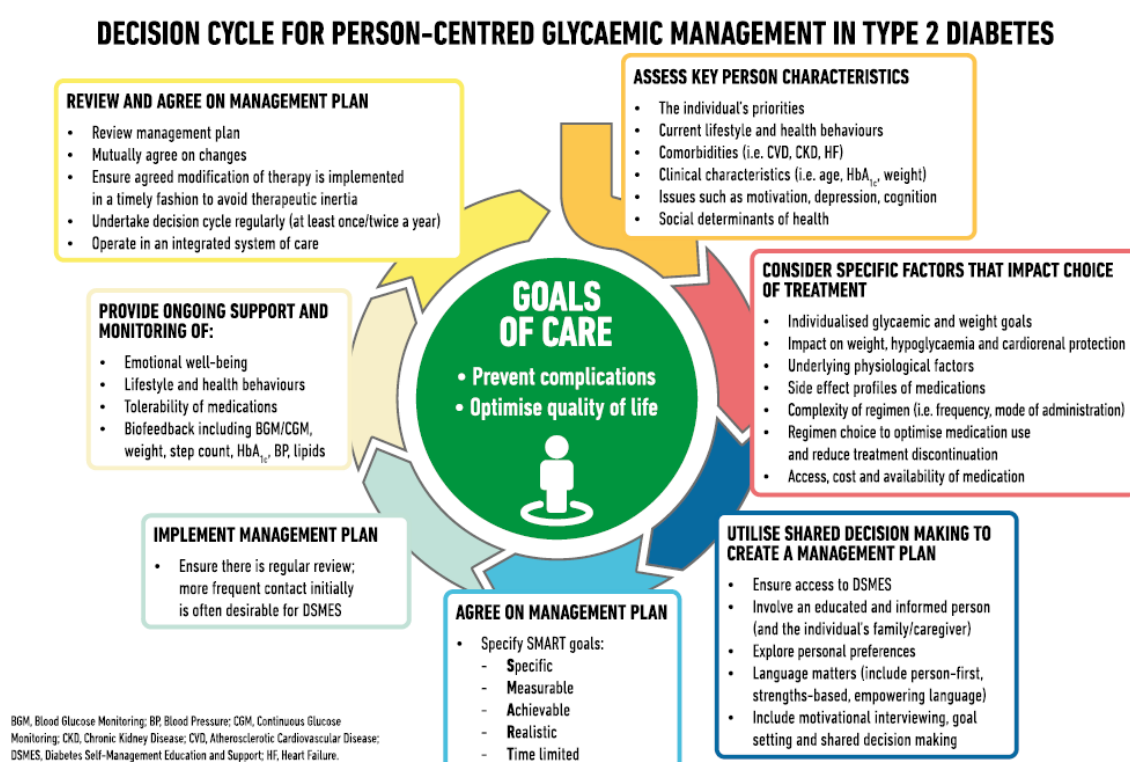 DECISION CYCLE FOR PERSON-CENTRED GLYCAEMIC MANAGEMENT IN TYPE 2 DIABETES
REVIEW AND AGREE ON MANAGEMENT PLAN
• Review management plan
• Mutually agree on changes
• Ensure agreed modification of therapy is implemented
in a timely fashion to avoid therapeutic inertia
• Undertake decision cycle regularly (at least once/twice a year)
• Operate in an integrated system of care
ASSESS KEY PERSON CHARACTERISTICS
• The individual's priorities
• Current lifestyle and health behaviours
• Comorbidities (i.e. CVD, CKD, HF)
• Clinical characteristics (i.e. age, HbA1c, weight)
• Issues such as motivation, depression, cognition
• Social determinants of health
CONSIDER SPECIFIC FACTORS THAT IMPACT CHOICE
OF TREATMENT
• Individualised glycaemic and weight goals
• Impact on weight, hypoglycaemia and cardiorenal protection
• Underlying physiological factors
• Side effect profiles of medications
• Complexity of regimen (i.e. frequency, mode of administration)
• Regimen choice to optimise medication use
and reduce treatment discontinuation
• Access, cost and availability of medication
GOALS
OF CARE
• Prevent complications
• Optimise quality of life
PROVIDE ONGOING SUPPORT AND
MONITORING OF:
• Emotional well-being
• Lifestyle and health behaviours
• Tolerability of medications
• Biofeedback including BGM/CGM,
weight, step count, HbA1c, BP, lipids
IMPLEMENT MANAGEMENT PLAN
• Ensure there is regular review;
more frequent contact initially
is often desirable for DSMES
AGREE ON MANAGEMENT PLAN
• Specify SMART goals:
- Specific
- Measurable
- Achievable
- Realistic
- Time limited
UTILISE SHARED DECISION MAKING TO
CREATE A MANAGEMENT PLAN
• Ensure access to DSMES
• Involve an educated and informed person
(and the individual's family/caregiver)
• Explore personal preferences
• Language matters (include person-first,
strengths-based, empowering language)
• Include motivational interviewing, goal
setting and shared decision making
BGM, Blood Glucose Monitoring; BP, Blood Pressure; CGM, Continuous Glucose
Monitoring; CKD, Chronic Kidney Disease; CVD, Atherosclerotic Cardiovascular Disease;
DSMES, Diabetes Self-Management Education and Support; HF, Heart Failure.